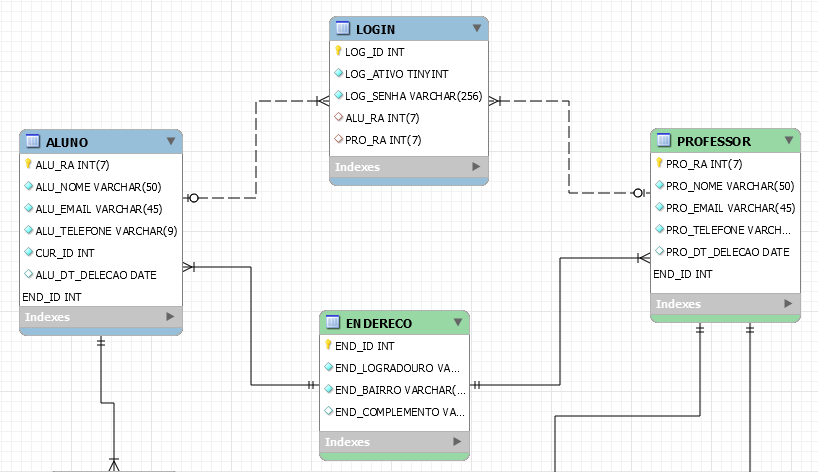 LOGIN
LOG_ID INT
LOG_ATIVO TINYINT
LOG_SENHA VARCHAR(256)
ALU_RA INT(7)
PRO_RA INT(7)
Indexes
ALUNO
ALU_RA INT(7)
ALU_NOME VARCHAR(50)
ALU_EMAIL VARCHAR(45)
ALU_TELEFONE VARCHAR(9)
CUR_ID INT
ALU_DT_DELECAO DATE
END_ID INT
Indexes
PROFESSOR
PRO_RA INT(7)
PRO_NOME VARCHAR(50)
PRO_EMAIL VARCHAR(45)
PRO_TELEFONE VARCH...
PRO_DT_DELECAO DATE
END_ID INT
Indexes
ENDERECO
END_ID INT
END_LOGRADOURO VA...
END_BAIRRO VARCHAR(...
END_COMPLEMENTO VA...
Indexes